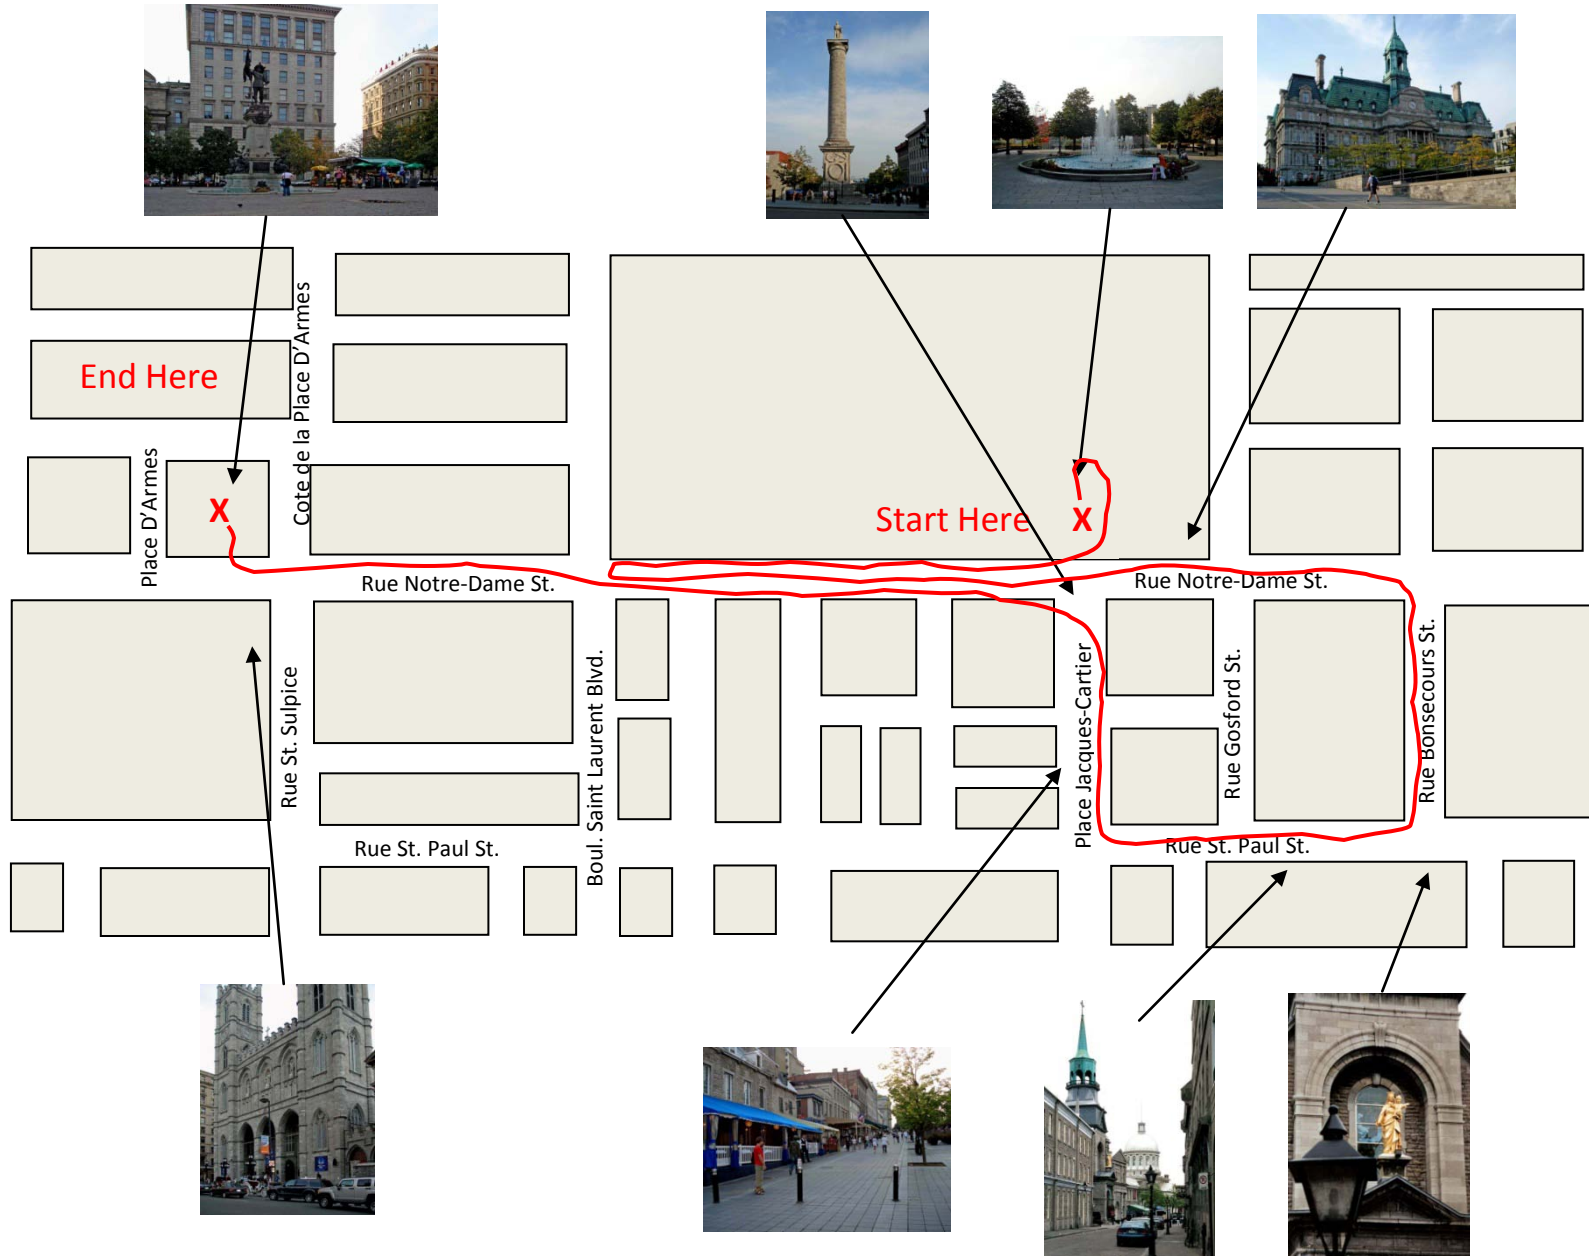 End Here
Cote de la Place D'Armes
Place D'Armes
X
Start Here
X
Rue Notre-Dame St.
Rue Notre-Dame St.
Rue St. Sulpice
Boul. Saint Laurent Blvd.
Place Jacques-Cartier
Rue Gosford St.
Rue Bonsecours St.
Rue St. Paul St.
Rue St. Paul St.